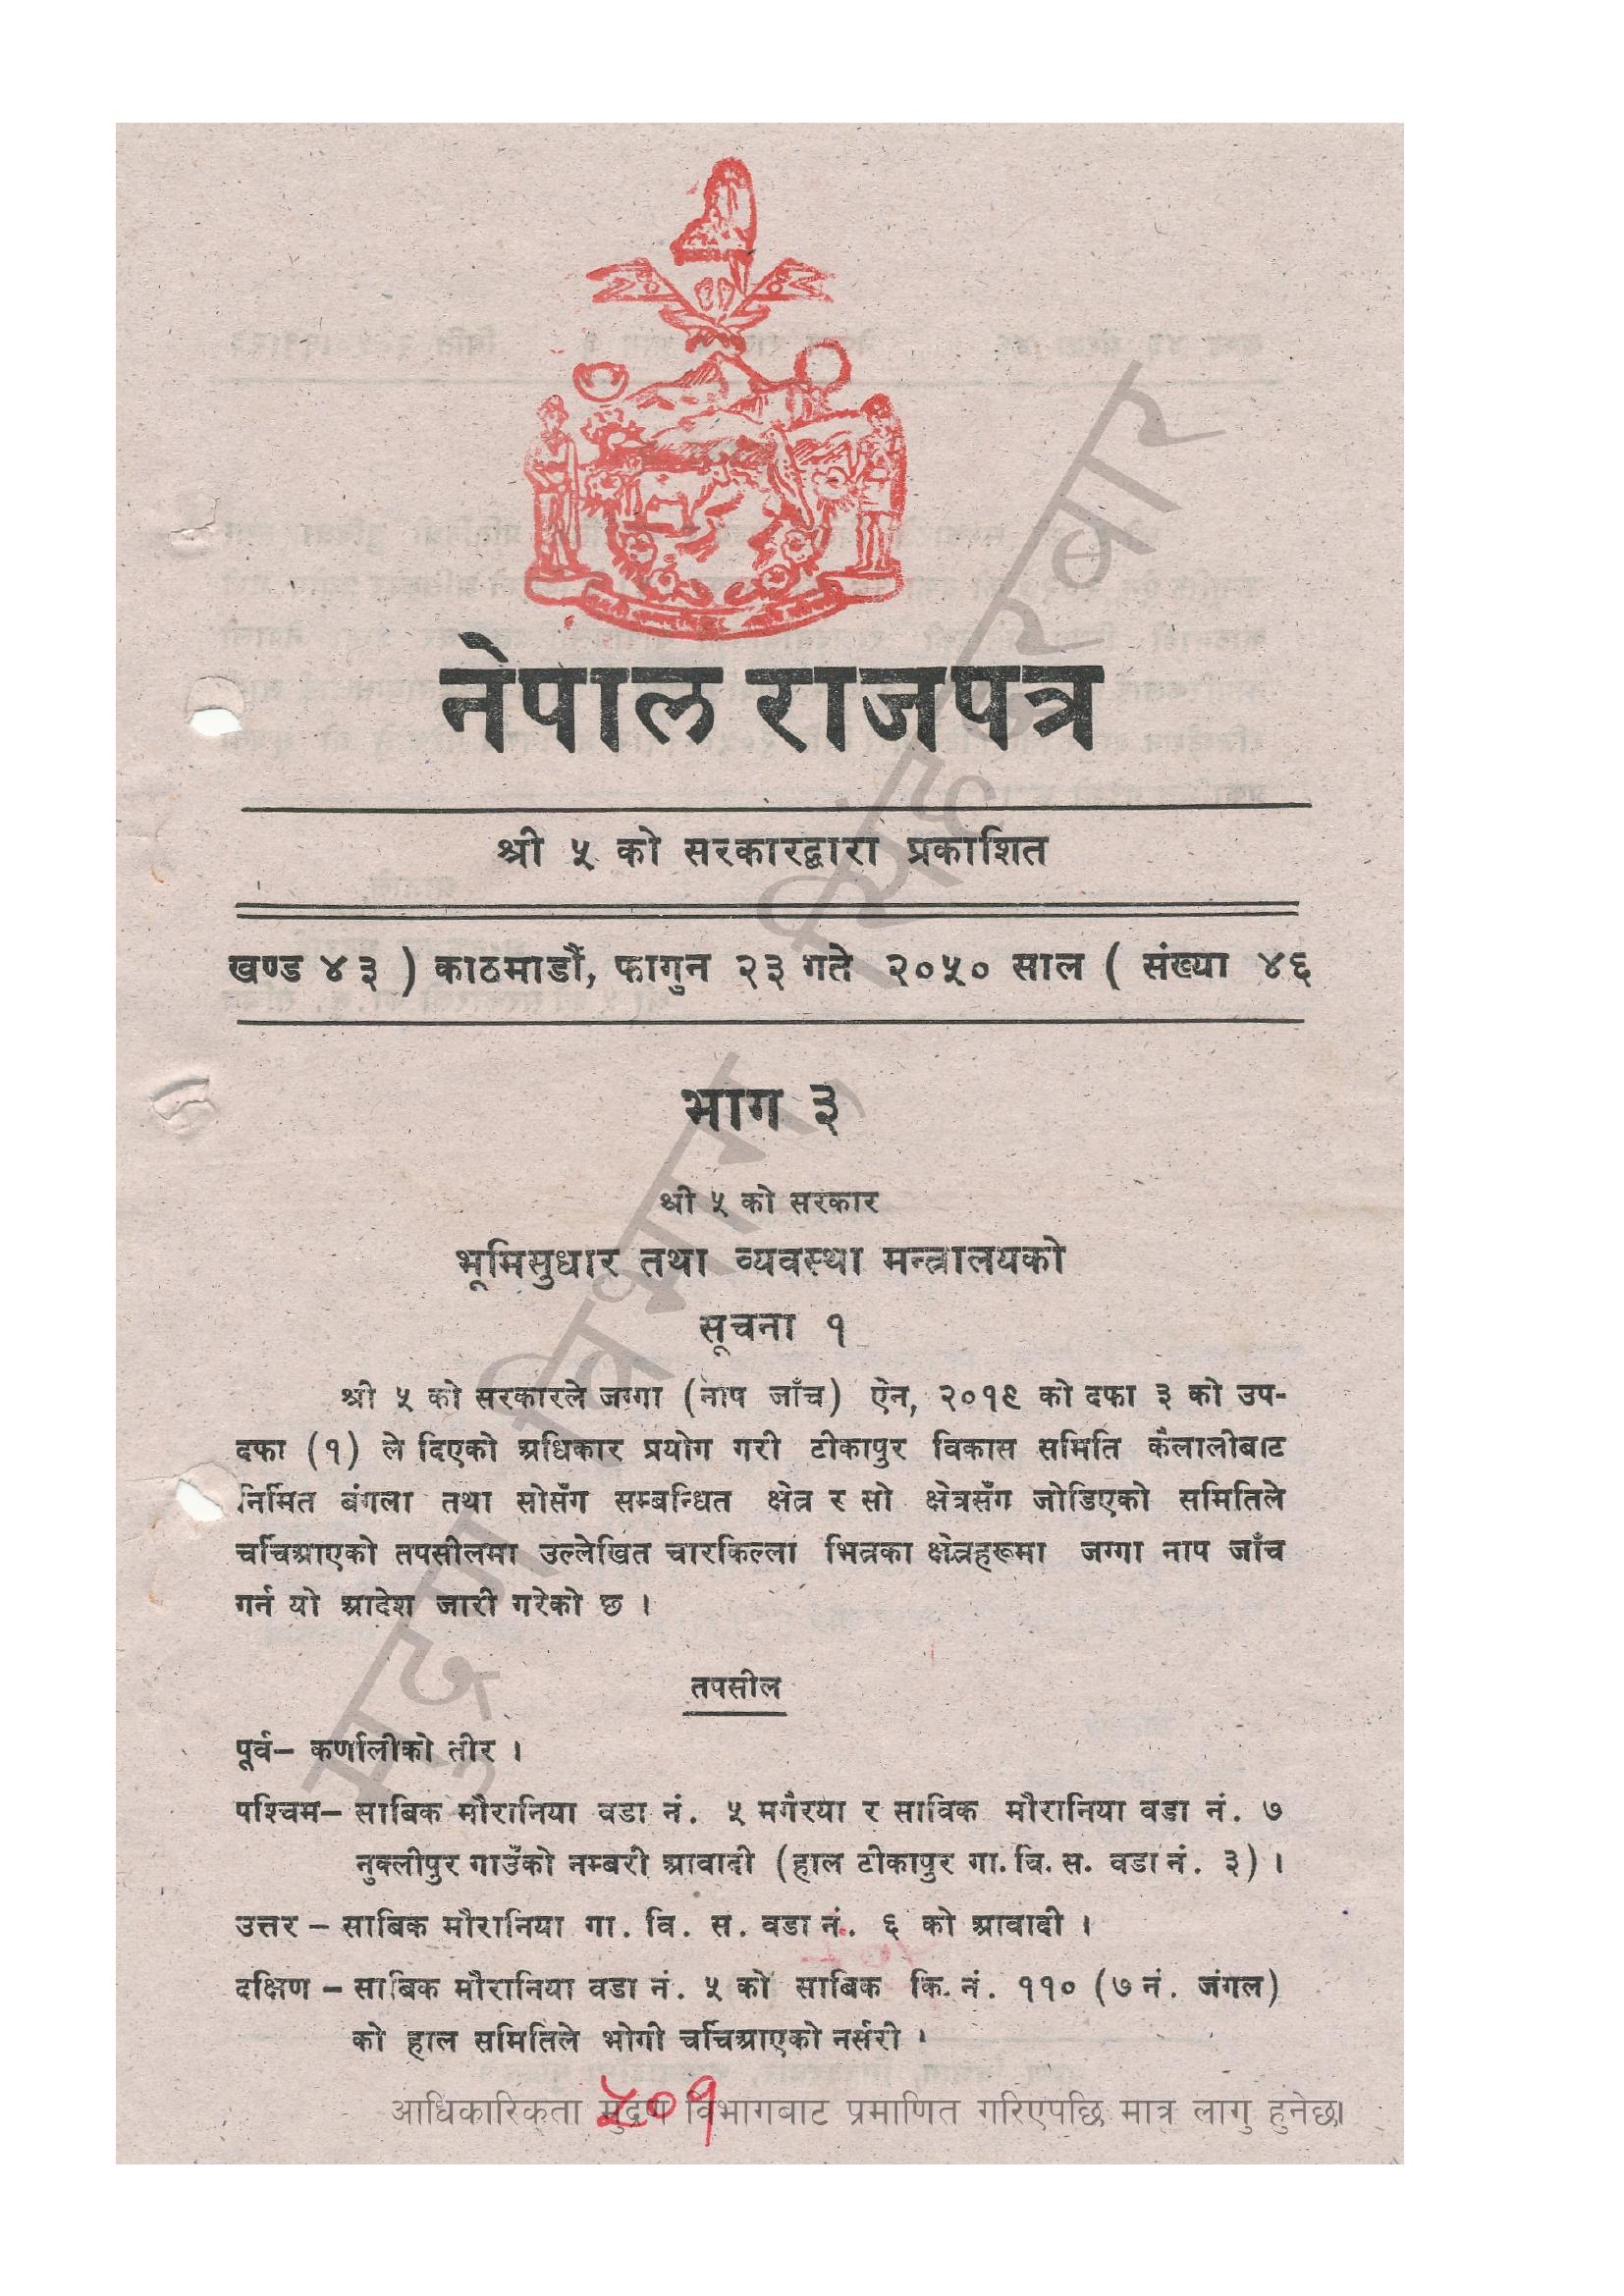 नेपाल राजपत्र
श्री ५ को सरकारद्वारा प्रकाशित
खण्ड ४३ ) काठमाडौं, फागुन २३ गते २०५० साल ( संख्या ४६
भाग ३
श्री ५ को सरकार
भूमिसुधार तथा व्यवस्था मन्त्रालयको
सूचना १
श्री ५ को सरकारले जग्गा (नाप जाँच) ऐन, २०१९ को दफा ३ को उप-
दफा (१) ले दिएको अधिकार प्रयोग गरी टीकापुर विकास समिति कैलालीबाट
निर्मित बंगला तथा सोसँग सम्बन्धित क्षेत्र र सो क्षेत्रसँग जोडिएको समितिले
चर्चिआएको तपसीलमा उल्लेखित चारकिल्ला भित्रका क्षेत्रहरूमा जग्गा नाप जाँच
गर्न यो आदेश जारी गरेको छ ।
तपसील
पूर्व– कर्णालीको तीर ।
पश्चिम– साबिक मौरानिया वडा नं. ५ मगैरया र साविक मौरानिया वडा नं. ७
नुक्लीपुर गाउँको नम्बरी आवादी (हाल टीकापुर गा. वि. स. वडा नं. ३) ।
उत्तर – साबिक मौरानिया गा. वि. स. वडा नं. ६ को आवादी ।
दक्षिण – साबिक मौरानिया वडा नं. ५ को साबिक कि. नं. ११० (७ नं. जंगल)
को हाल समितिले भोगी चर्चिआएको नर्सरी ।
५०१
आधिकारिकता मुद्रण विभागबाट प्रमाणित गरिएपछि मात्र लागु हुनेछ।
मुद्रण विभाग, सिंहदरवार